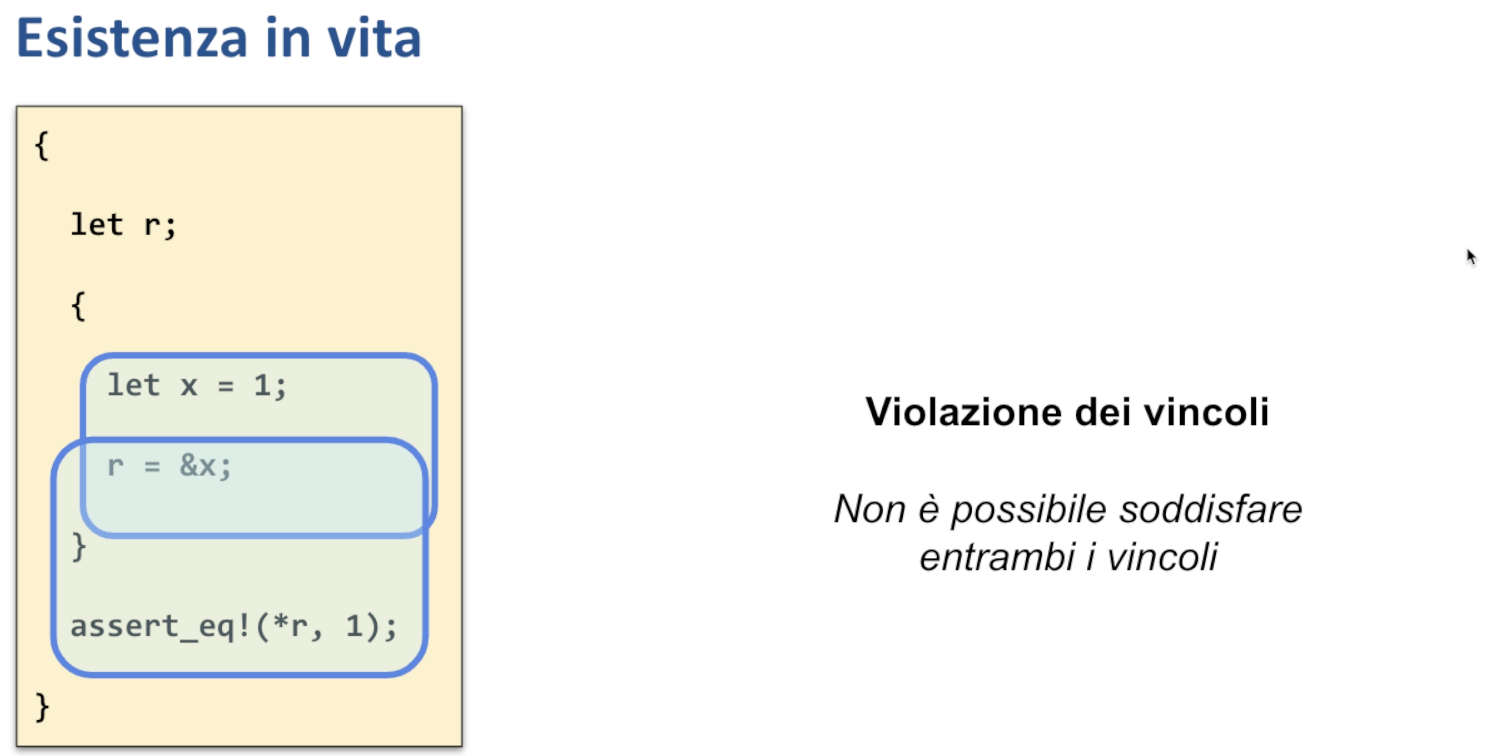 Esistenza in vita
{
let r;
{
let x = 1;
r = &x;
}
assert_eq!(*r, 1);
}
Violazione dei vincoli
Non è possibile soddisfare
entrambi i vincoli